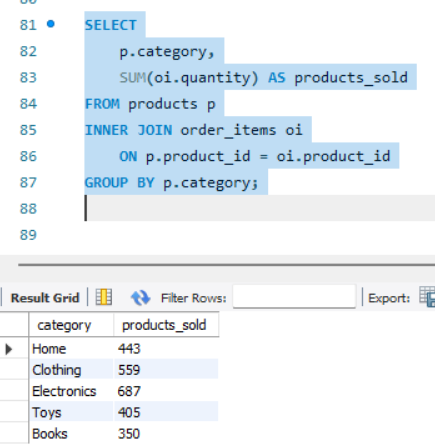 81 SELECT
82 p.category,
83 SUM(oi.quantity) AS products_sold
84 FROM products p
85 INNER JOIN order_items oi
86 ON p.product_id = oi.product_id
87 GROUP BY p.category;
88
89
Result Grid Filter Rows: Export:
category products_sold
Home 443
Clothing 559
Electronics 687
Toys 405
Books 350